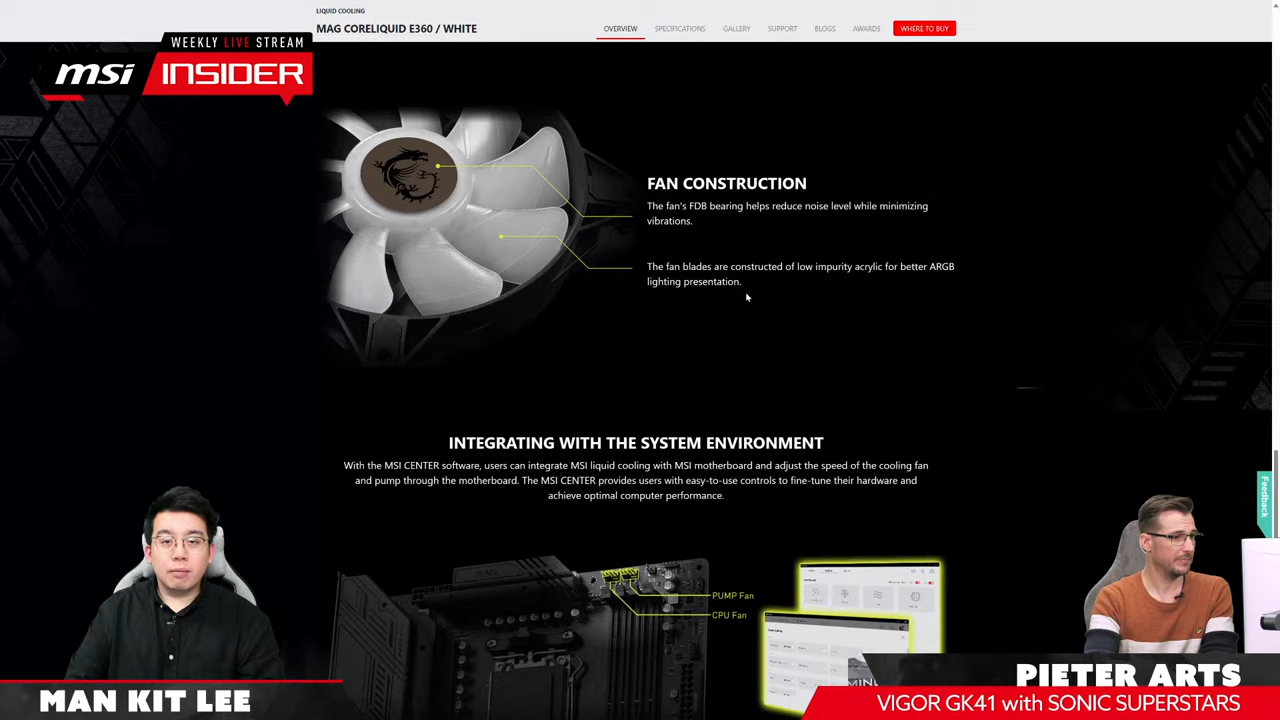 LIQUID COOLING
MAG CORELIQUID E360 / WHITE
OVERVIEW
SPECIFICATIONS
GALLERY
SUPPORT
BLOGS
AWARDS
WHERE TO BUY
WEEKLY LIVE STREAM
msi INSIDER
FAN CONSTRUCTION
The fan's FDB bearing helps reduce noise level while minimizing
vibrations.
The fan blades are constructed of low impurity acrylic for better ARGB
lighting presentation.
INTEGRATING WITH THE SYSTEM ENVIRONMENT
With the MSI CENTER software, users can integrate MSI liquid cooling with MSI motherboard and adjust the speed of the cooling fan
and pump through the motherboard. The MSI CENTER provides users with easy-to-use controls to fine-tune their hardware and
achieve optimal computer performance.
Feedback
PUMP Fan
CPU Fan
MAN KIT LEE
PIETER ARTS
VIGOR GK41 with SONIC SUPERSTARS